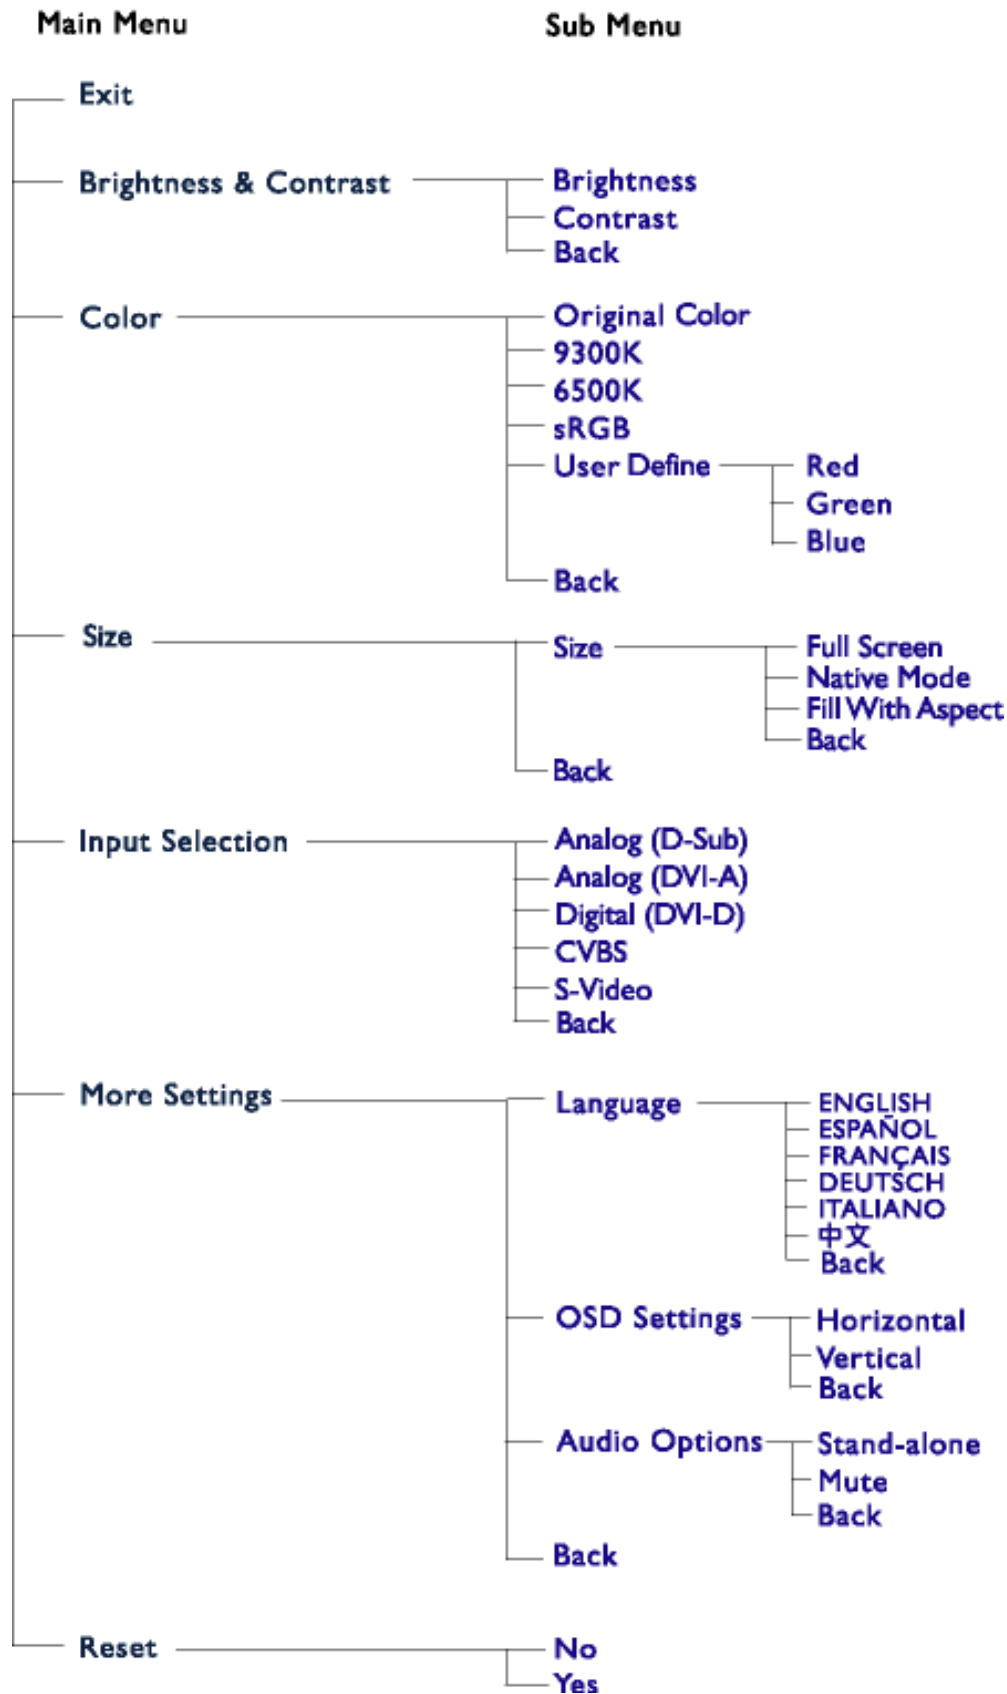 Main Menu Sub Menu
Exit
Brightness & Contrast Brightness
Contrast
Back
Color Original Color
9300K
6500K
sRGB
User Define Red
Green
Blue
Back
Size Size Full Screen
Native Mode
Fill With Aspect
Back
Back
Input Selection Analog (D-Sub)
Analog (DVI-A)
Digital (DVI-D)
CVBS
S-Video
Back
More Settings Language ENGLISH
ESPAÑOL
FRANÇAIS
DEUTSCH
ITALIANO
中文
Back
OSD Settings Horizontal
Vertical
Back
Audio Options Stand-alone
Mute
Back
Back
Reset No
Yes